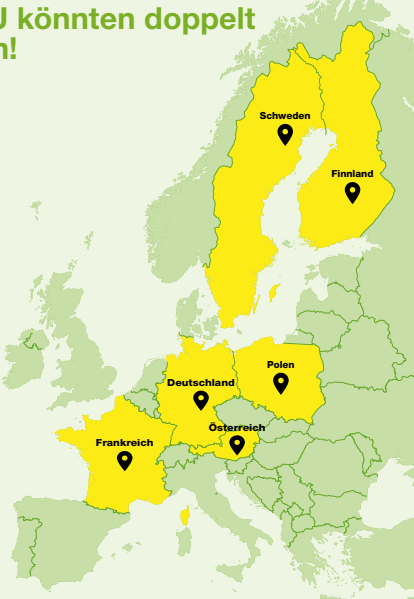 könnten doppelt
Schweden
Finnland
Polen
Deutschland
Österreich
Frankreich